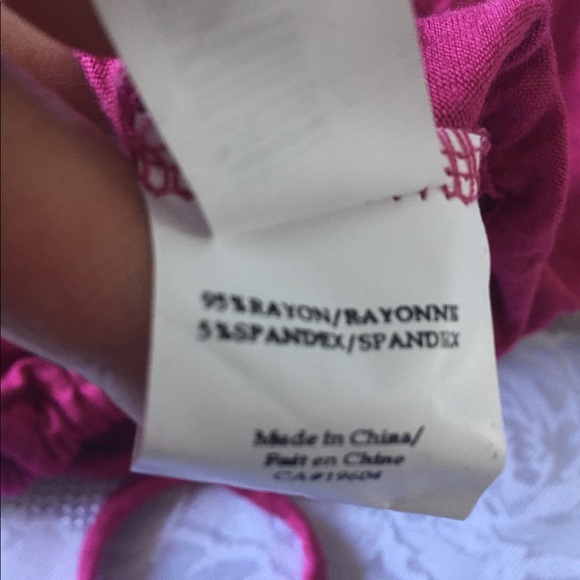 95%RAYON/RAYONNE
5%SPANDEX/SPANDEX
Made in China/
Fait en Chine
CA#19604